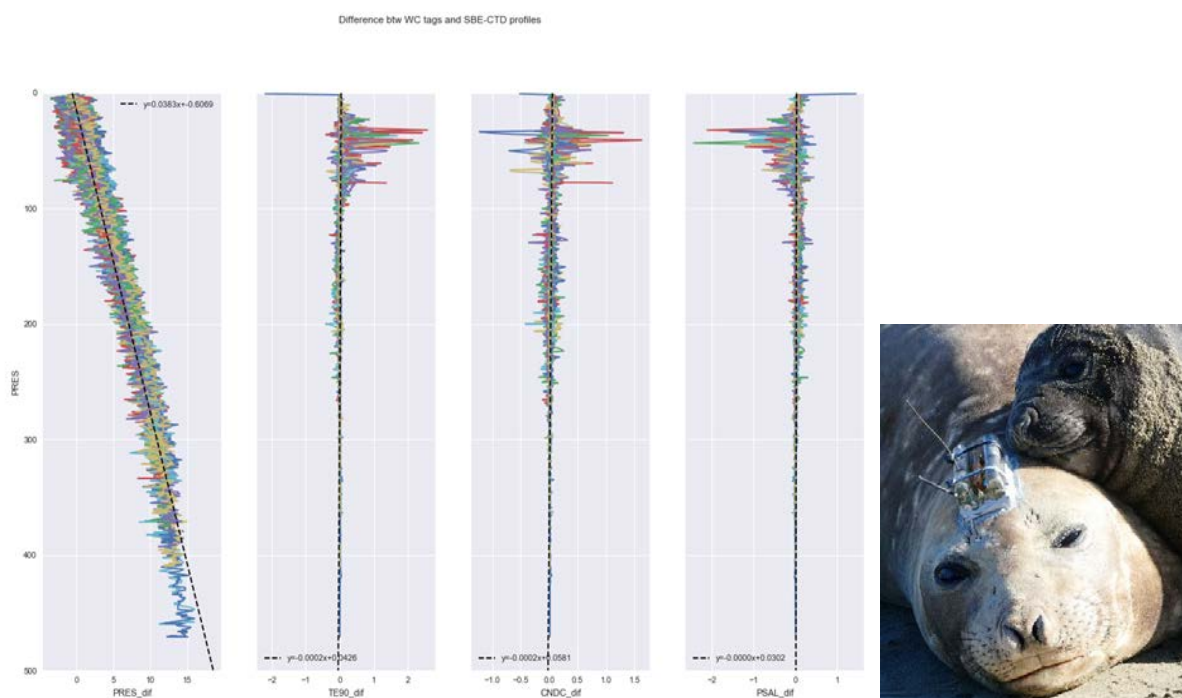 Difference btw WC tags and SBE-CTD profiles
y=0.0383x+-0.6069
0
100
200
300
400
500
PRES
0 5 10 15
PRES_dif
y=-0.0002x+0.0426
−2 −1 0 1 2
TE90_dif
y=-0.0002x+0.0581
−1.0 −0.5 0.0 0.5 1.0 1.5
CNDC_dif
y=-0.0000x+0.0302
−2 −1 0 1
PSAL_dif